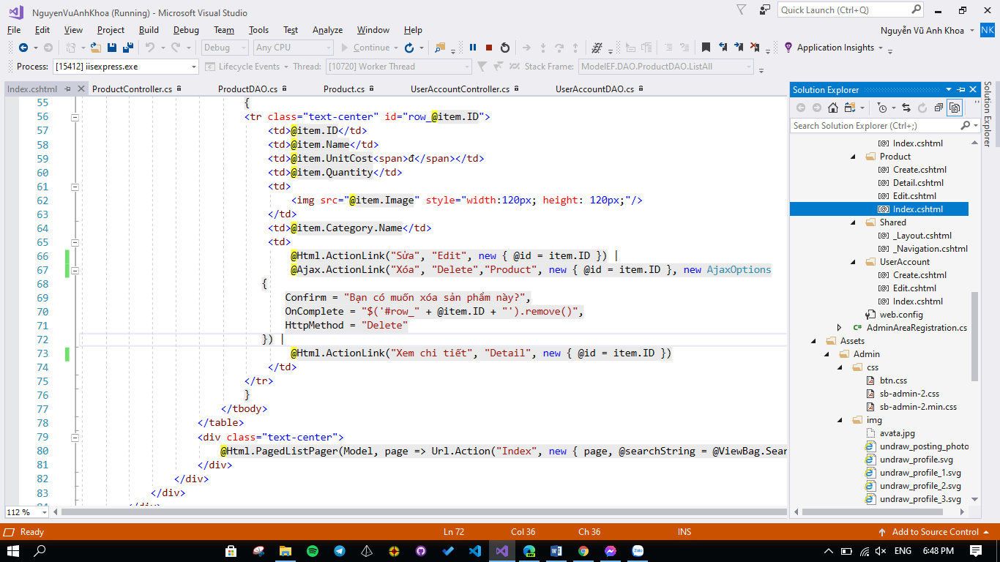 NguyenVuAnhKhoa (Running) - Microsoft Visual Studio
Quick Launch (Ctrl+Q)
File Edit View Project Build Debug Team Tools Test Analyze Window Help
Nguyễn Vũ Anh Khoa NK
Debug Any CPU Continue Application Insights
Process: [15412] iisexpress.exe Lifecycle Events Thread: [10720] Worker Thread Stack Frame: ModelEF.DAO.ProductDAO.ListAll
Index.cshtml ProductController.cs ProductDAO.cs Product.cs UserAccountController.cs UserAccountDAO.cs
55 {
56 <tr class="text-center" id="row_@item.ID">
57 <td>@item.ID</td>
58 <td>@item.Name</td>
59 <td>@item.UnitCost<span>đ</span></td>
60 <td>@item.Quantity</td>
61 <td>
62 <img src="@item.Image" style="width:120px; height: 120px;"/>
63 </td>
64 <td>@item.Category.Name</td>
65 <td>
66 @Html.ActionLink("Sửa", "Edit", new { @id = item.ID }) |
67 @Ajax.ActionLink("Xóa", "Delete","Product", new { @id = item.ID }, new AjaxOptions
68 {
69 Confirm = "Bạn có muốn xóa sản phẩm này?",
70 OnComplete = "$('#row_" + @item.ID + "').remove()",
71 HttpMethod = "Delete"
72 }) |
73 @Html.ActionLink("Xem chi tiết", "Detail", new { @id = item.ID })
74 </td>
75 </tr>
76 }
77 </tbody>
78 </table>
79 <div class="text-center">
80 @Html.PagedListPager(Model, page => Url.Action("Index", new { page, @searchString = @ViewBag.Sear
81 </div>
82 </div>
83 </div>
84 </div>
112 %
Solution Explorer
Search Solution Explorer (Ctrl+;)
Index.cshtml
Product
Create.cshtml
Detail.cshtml
Edit.cshtml
Index.cshtml
Shared
_Layout.cshtml
_Navigation.cshtml
UserAccount
Create.cshtml
Edit.cshtml
Index.cshtml
web.config
C# AdminAreaRegistration.cs
Assets
Admin
css
btn.css
sb-admin-2.css
sb-admin-2.min.css
img
avata.jpg
undraw_posting_photo
undraw_profile.svg
undraw_profile_1.svg
undraw_profile_2.svg
undraw_profile_3.svg
Solution Explorer
Ready Ln 72 Col 36 Ch 36 INS Add to Source Control
DEV Zalo ENG 6:48 PM